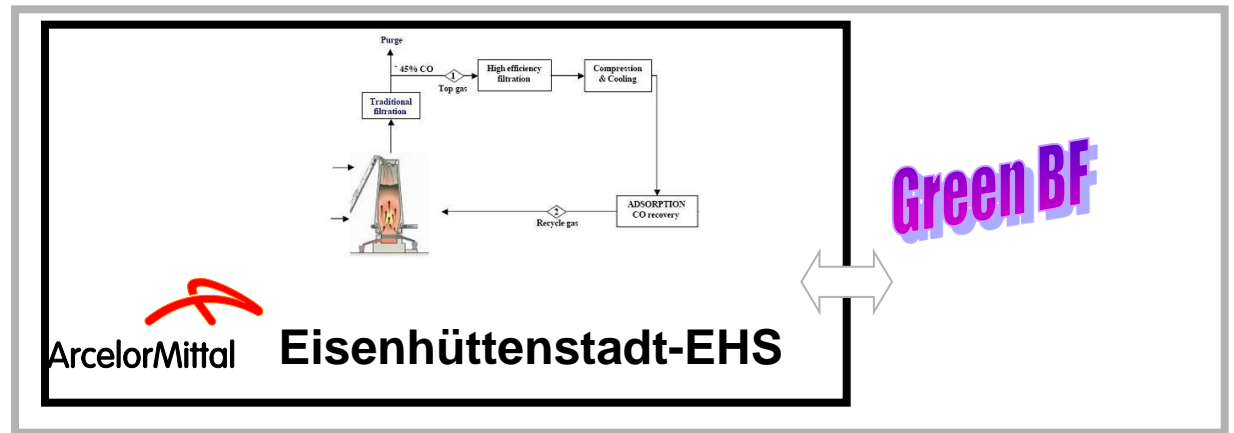 Purge
~ 45% CO
1
Top gas
High efficiency
filtration
Compression
& Cooling
Traditional
filtration
ADSORPTION
CO recovery
2
Recycle gas
Green BF
ArcelorMittal
Eisenhüttenstadt-EHS